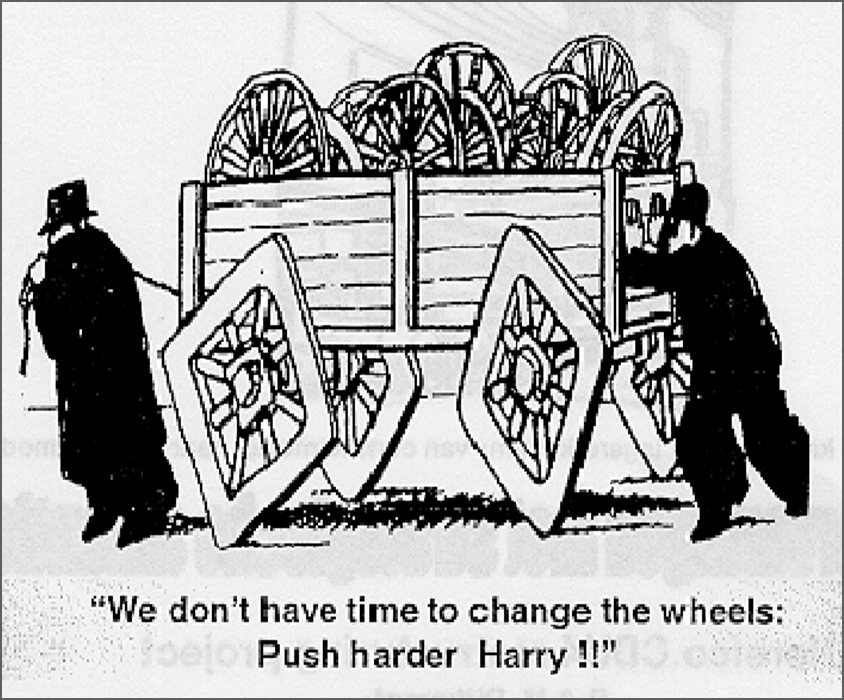 “We don’t have time to change the wheels:
Push harder Harry !!”